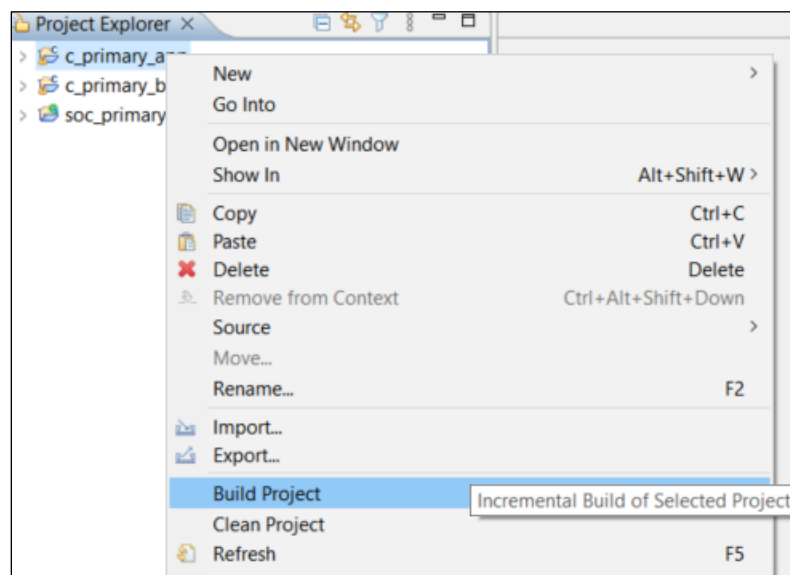 Project Explorer
c_primary_app
c_primary_b
soc_primary
New
Go Into
Open in New Window
Show In Alt+Shift+W
Copy Ctrl+C
Paste Ctrl+V
Delete Delete
Remove from Context Ctrl+Alt+Shift+Down
Source
Move...
Rename... F2
Import...
Export...
Build Project
Incremental Build of Selected Project
Clean Project
Refresh F5